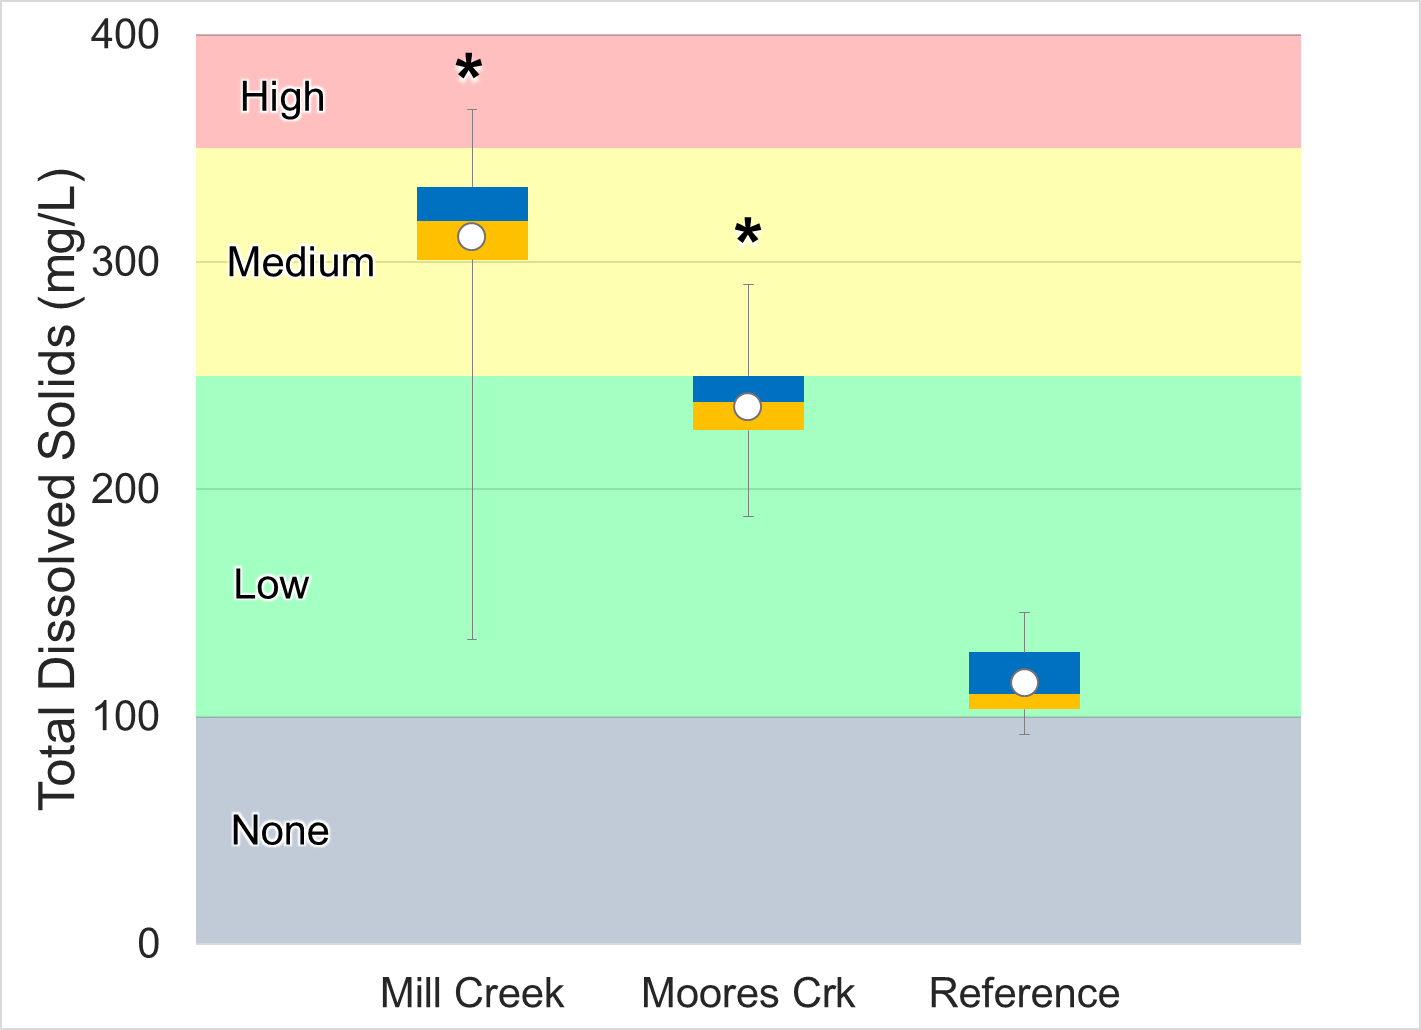 Total Dissolved Solids (mg/L)
400
300
200
100
0
High
Medium
Low
None
*
*
Mill Creek
Moores Crk
Reference